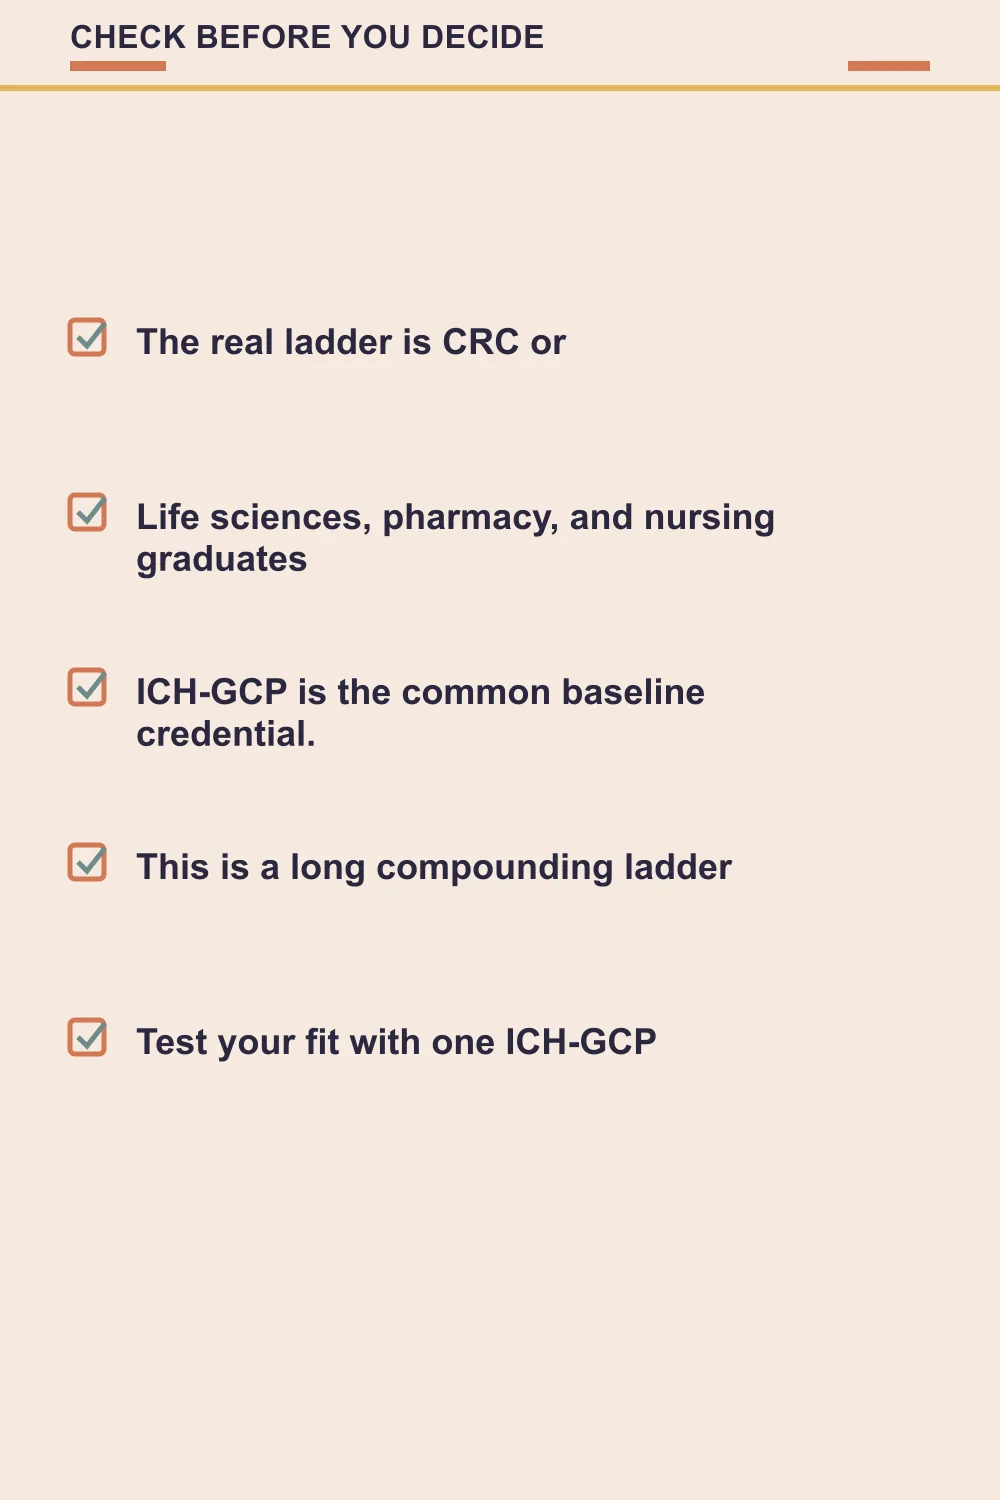 CHECK BEFORE YOU DECIDE
The real ladder is CRC or
Life sciences, pharmacy, and nursing
graduates
ICH-GCP is the common baseline
credential.
This is a long compounding ladder
Test your fit with one ICH-GCP